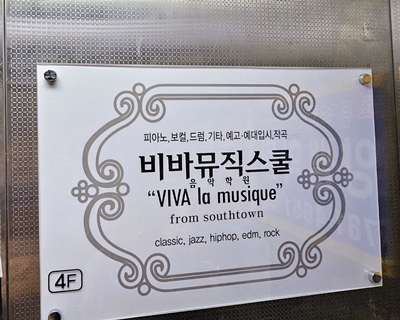 피아노,보컬,드럼,기타,예고·예대입시,작곡
비바뮤직스쿨
음악학원
“VIVA la musique”
from southtown
classic, jazz, hiphop, edm, rock
4F